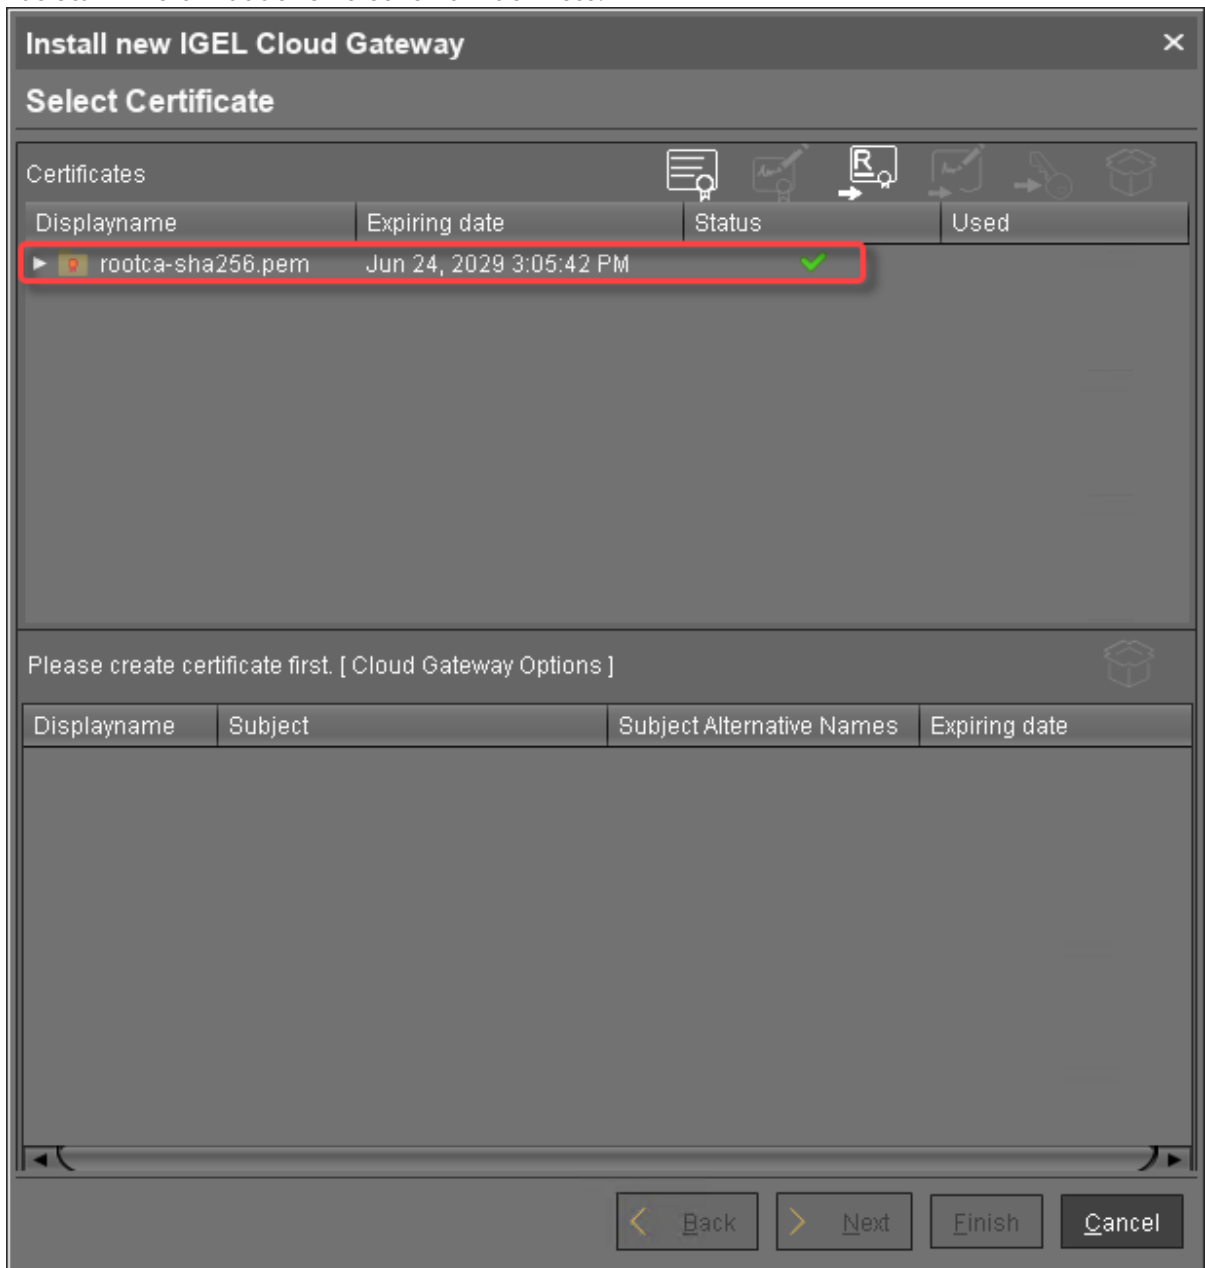 Install new IGEL Cloud Gateway ×
Select Certificate
Certificates R
Displayname Expiring date Status Used
rootca-sha256.pem Jun 24, 2029 3:05:42 PM
Please create certificate first. [ Cloud Gateway Options ]
Displayname Subject Subject Alternative Names Expiring date
Back Next Finish Cancel